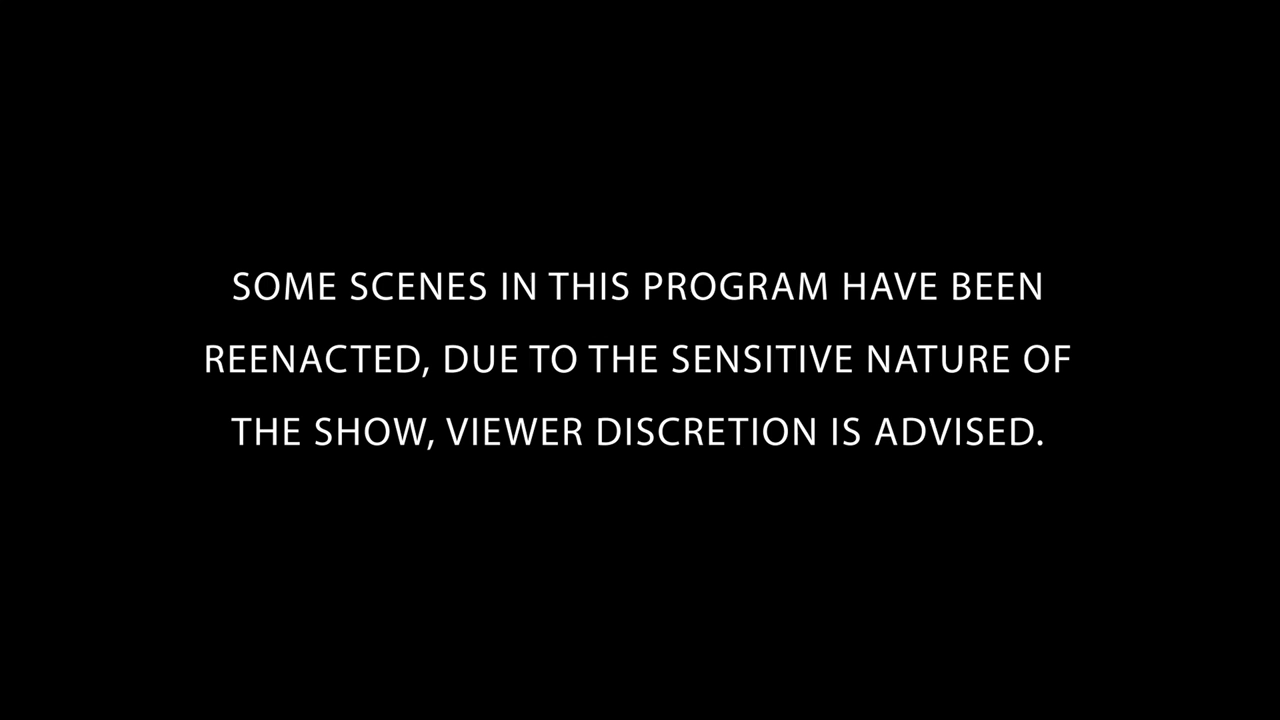 SOME SCENES IN THIS PROGRAM HAVE BEEN
REENACTED, DUE TO THE SENSITIVE NATURE OF
THE SHOW, VIEWER DISCRETION IS ADVISED.